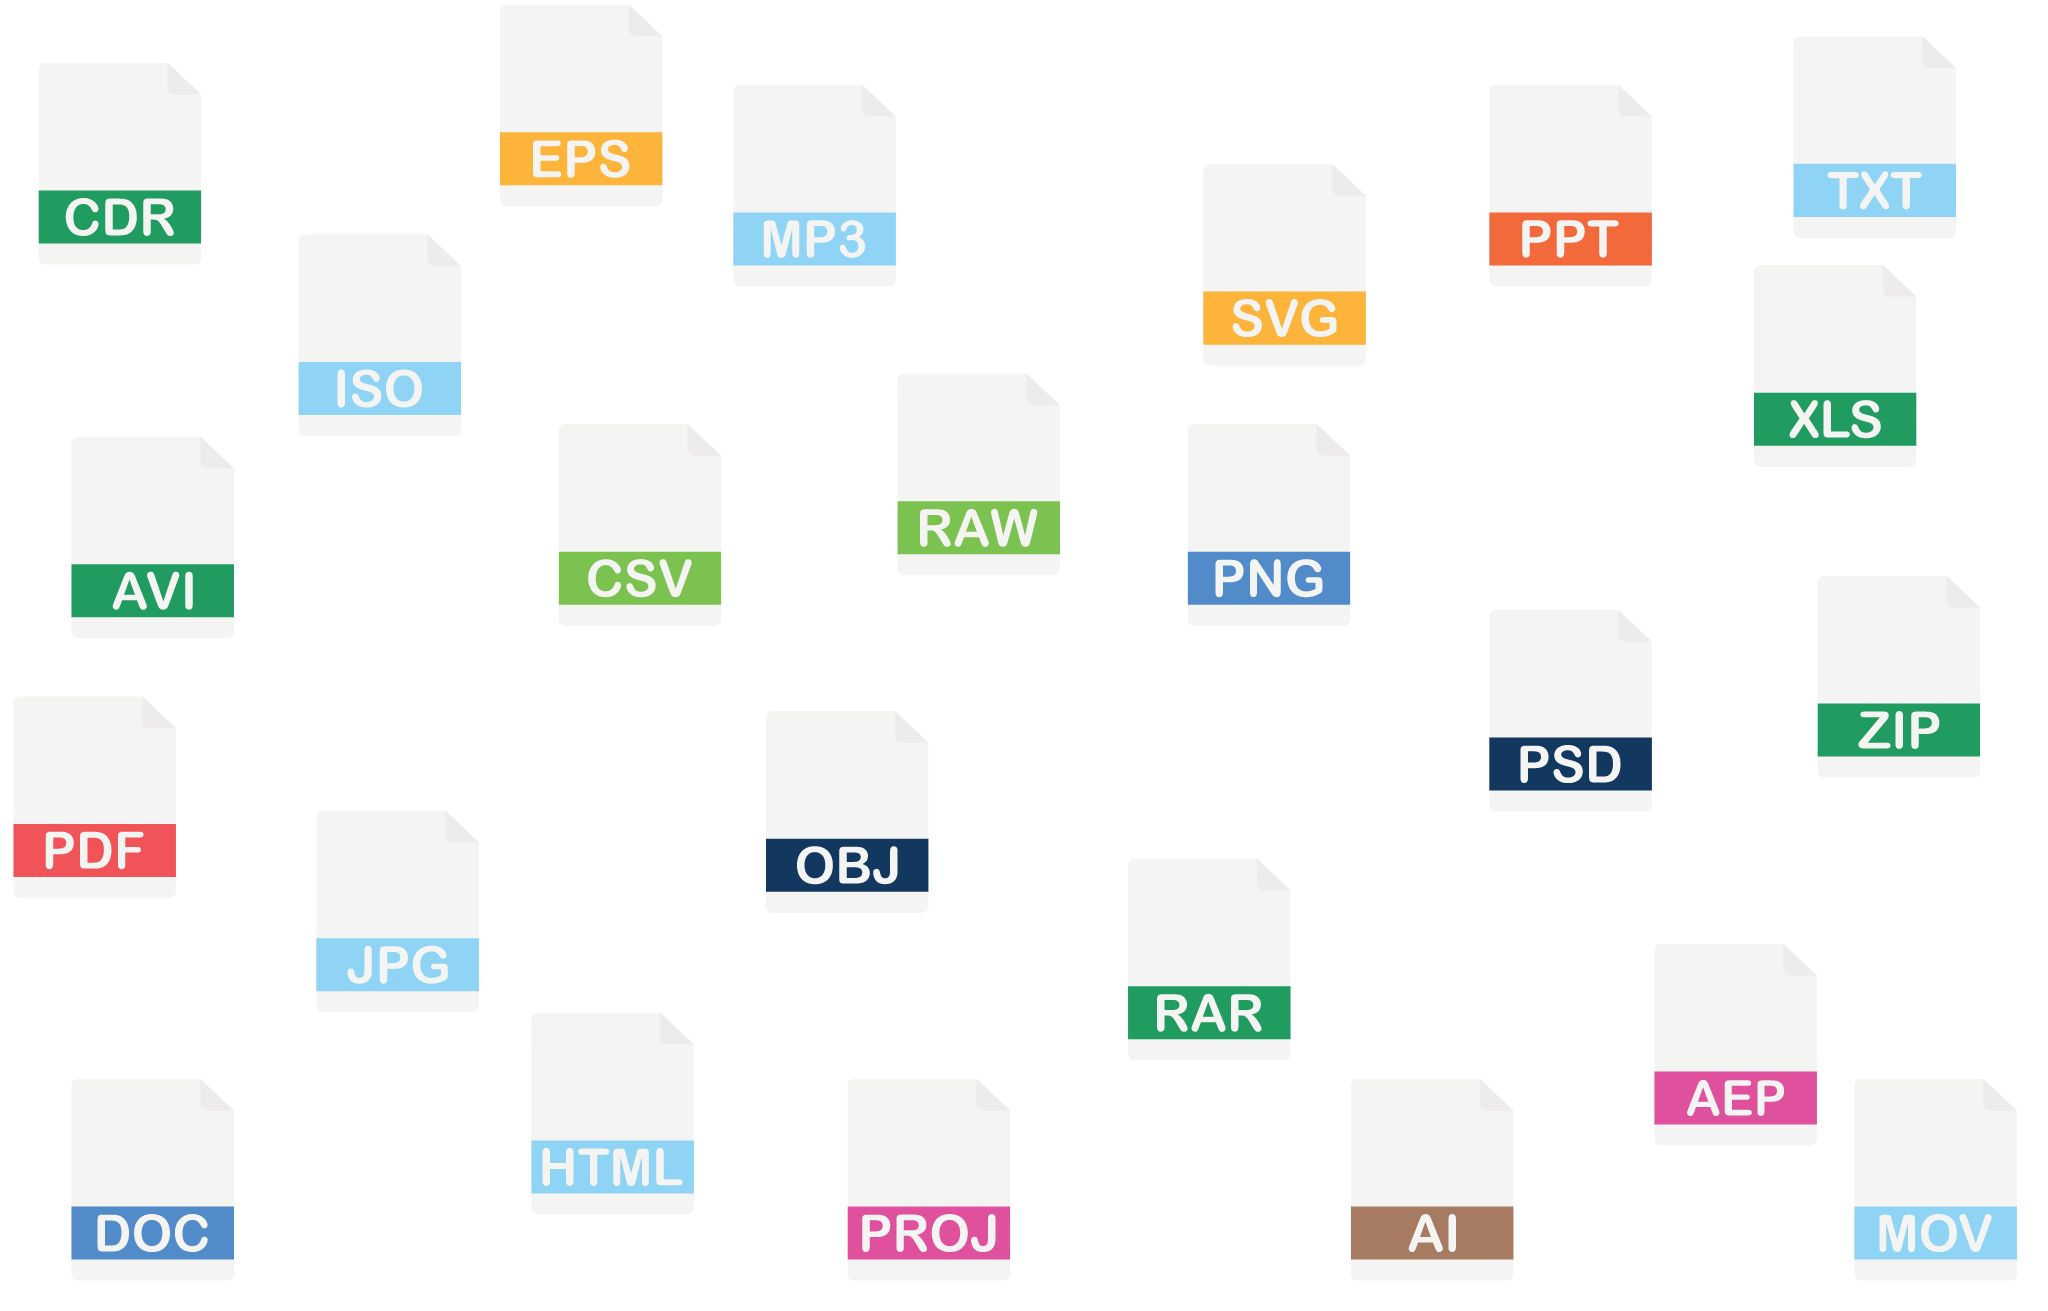 CDR
EPS
MP3
TXT
PPT
ISO
SVG
XLS
AVI
CSV
RAW
PNG
PDF
OBJ
PSD
ZIP
JPG
RAR
HTML
AEP
DOC
PROJ
AI
MOV